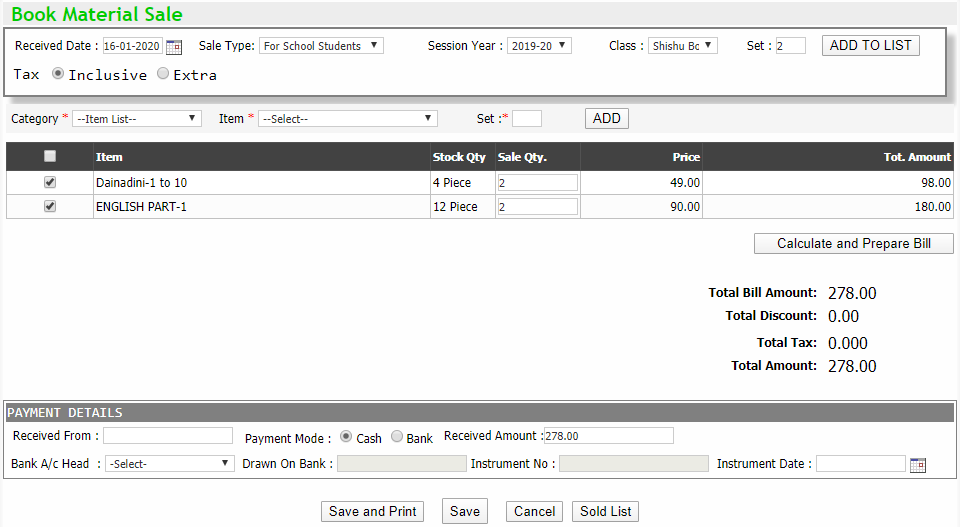 Book Material Sale
Received Date : 16-01-2020 Sale Type: For School Students Session Year : 2019-20 Class : Shishu Bo Set : 2 ADD TO LIST
Tax Inclusive Extra
Category * --Item List-- Item * --Select-- Set :* ADD
Item Stock Qty Sale Qty. Price Tot. Amount
Dainadini-1 to 10 4 Piece 2 49.00 98.00
ENGLISH PART-1 12 Piece 2 90.00 180.00
Calculate and Prepare Bill
Total Bill Amount: 278.00
Total Discount: 0.00
Total Tax: 0.000
Total Amount: 278.00
PAYMENT DETAILS
Received From : Payment Mode : Cash Bank Received Amount : 278.00
Bank A/c Head : -Select- Drawn On Bank : Instrument No : Instrument Date :
Save and Print Save Cancel Sold List